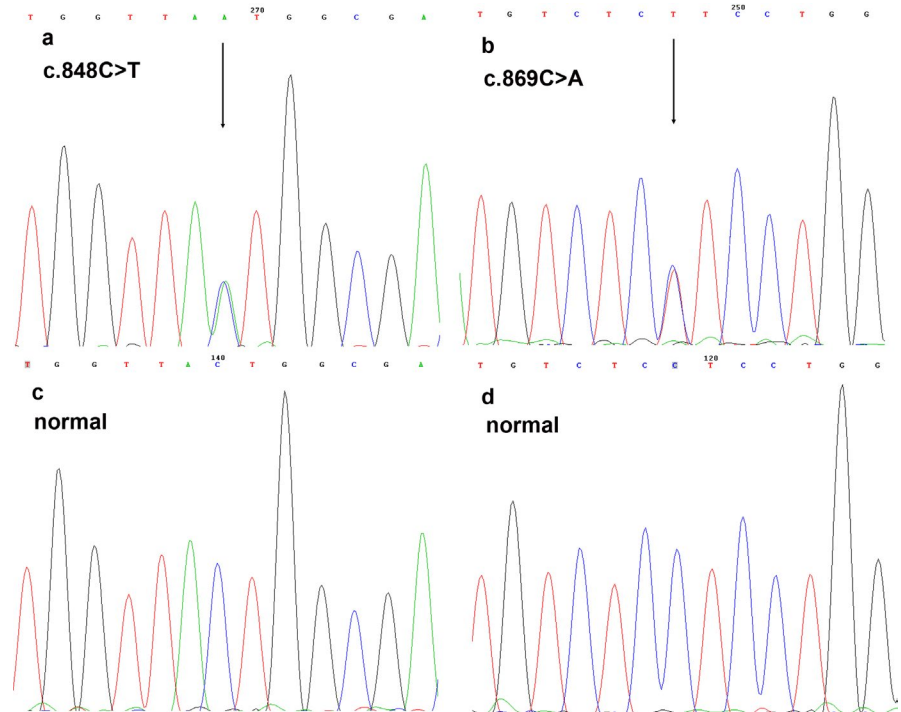 T G G T T A A T G G C G A
270
a
c.848C>T
T G T C T C T T C C T G G
250
b
c.869C>A
T G G T T A C T G G C G A
140
c
normal
T G T C T C C T C C T G G
120
d
normal